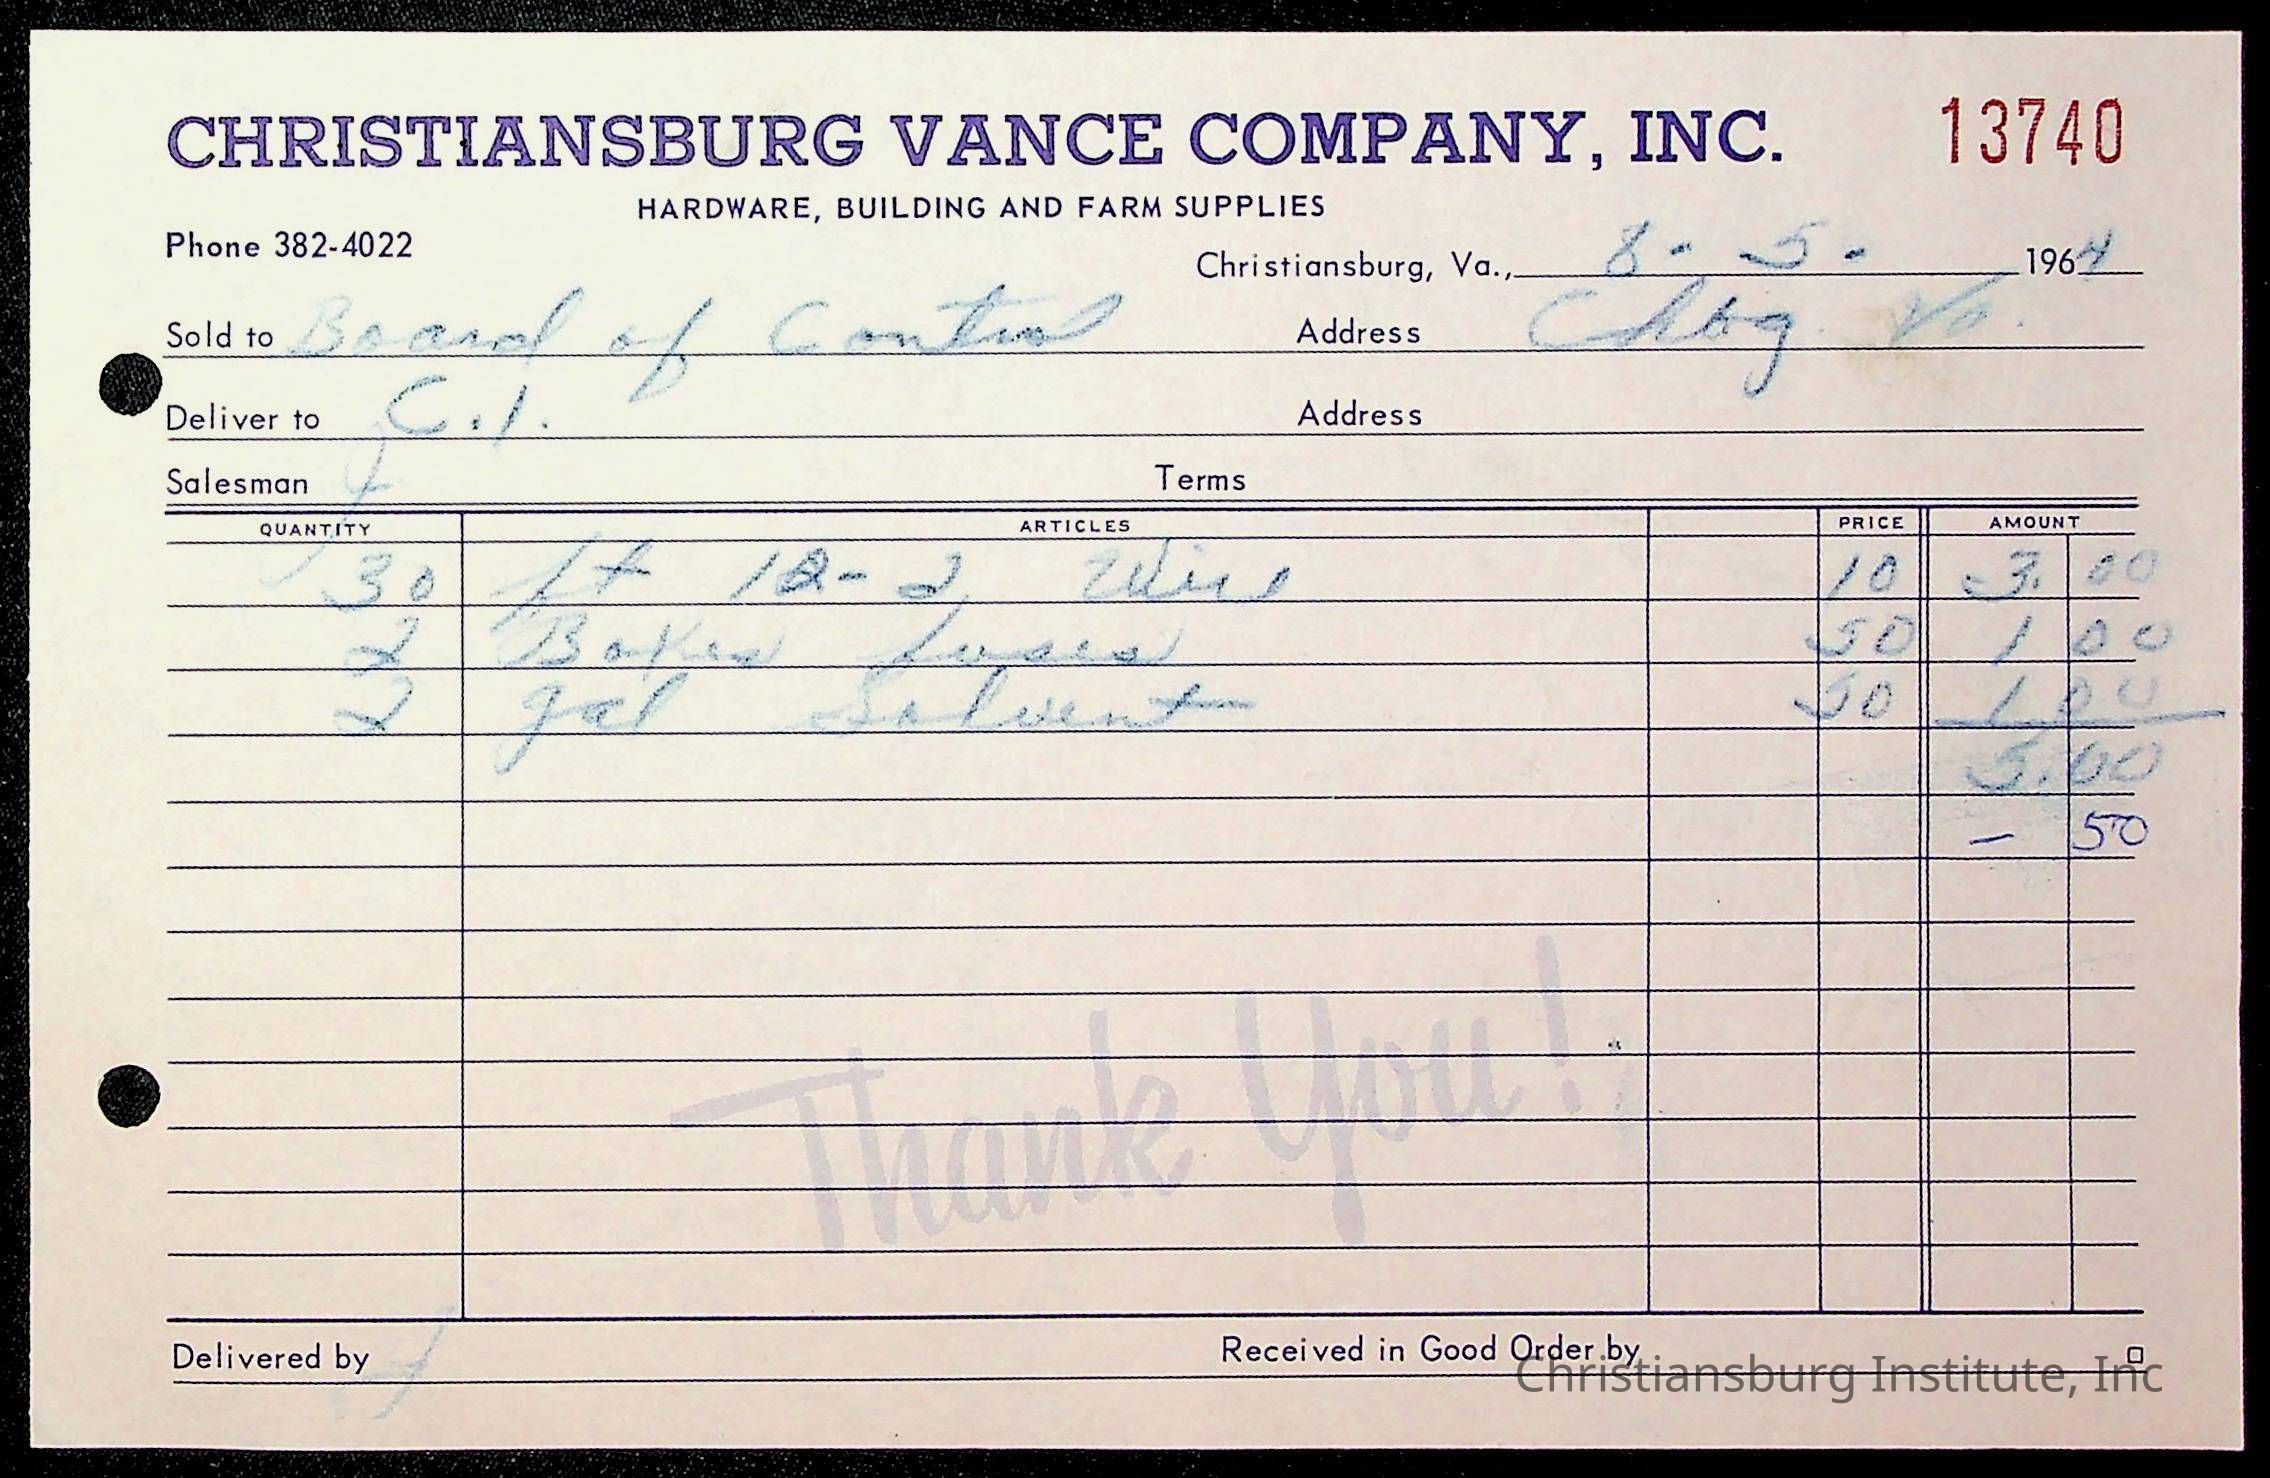 CHRISTIANSBURG VANCE COMPANY, INC. 13740
HARDWARE, BUILDING AND FARM SUPPLIES
Phone 382-4022
Christiansburg, Va., 8 - 5 - 1964
Sold to Board of Control Address Chbg Va.
Deliver to C.I. Address
Salesman Terms
QUANTITY ARTICLES PRICE AMOUNT
30 ft 12-2 Wire 10 3.00
2 Boxes fuses 50 1 00
2 gal Solvent 50 1 00
5.00
- 50
Thank You!
Delivered by Received in Good Order by
Christiansburg Institute, Inc